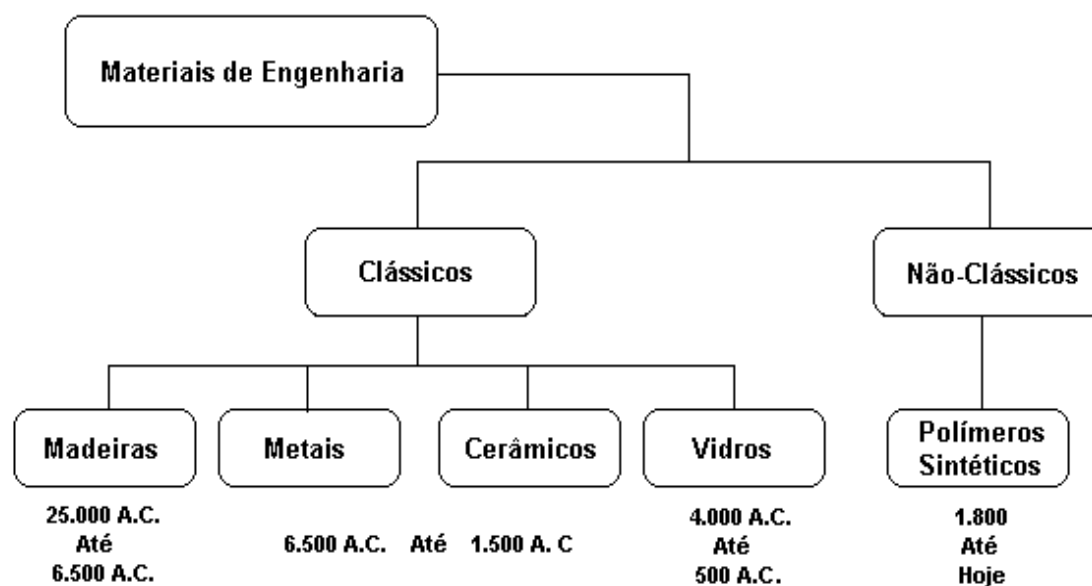 Materiais de Engenharia
Clássicos
Não-Clássicos
Madeiras
Metais
Cerâmicos
Vidros
Polímeros
Sintéticos
25.000 A.C.
Até
6.500 A.C.
6.500 A.C. Até 1.500 A. C
4.000 A.C.
Até
500 A.C.
1.800
Até
Hoje